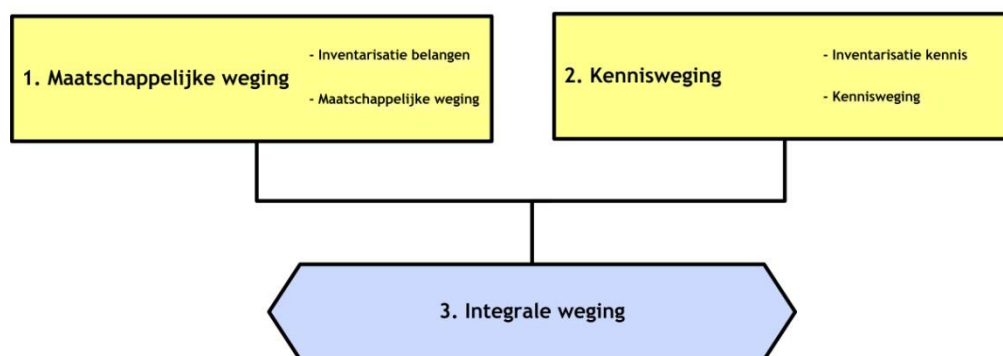 1. Maatschappelijke weging
- Inventarisatie belangen
- Maatschappelijke weging
2. Kennisweging
- Inventarisatie kennis
- Kennisweging
3. Integrale weging